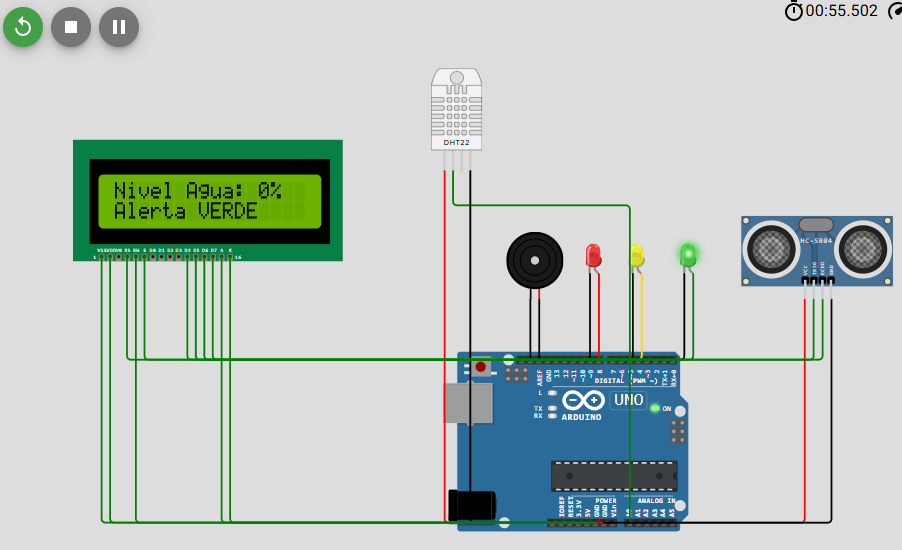 00:55.502
DHT22
Nivel Agua: 0%
Alerta VERDE
HC-SR04
VCC
TRIG
ECHO
GND
1
VSS VDD V0 RS RW E D0 D1 D2 D3 D4 D5 D6 D7 A K
16
AREF
GND
13
12
~11
~10
~9
8
7
~6
~5
4
~3
2
TX→1
RX←0
DIGITAL (PWM ~)
L
TX
RX
UNO
ON
ARDUINO
POWER
ANALOG IN
IOREF
RESET
3.3V
5V
GND
GND
Vin
A0
A1
A2
A3
A4
A5